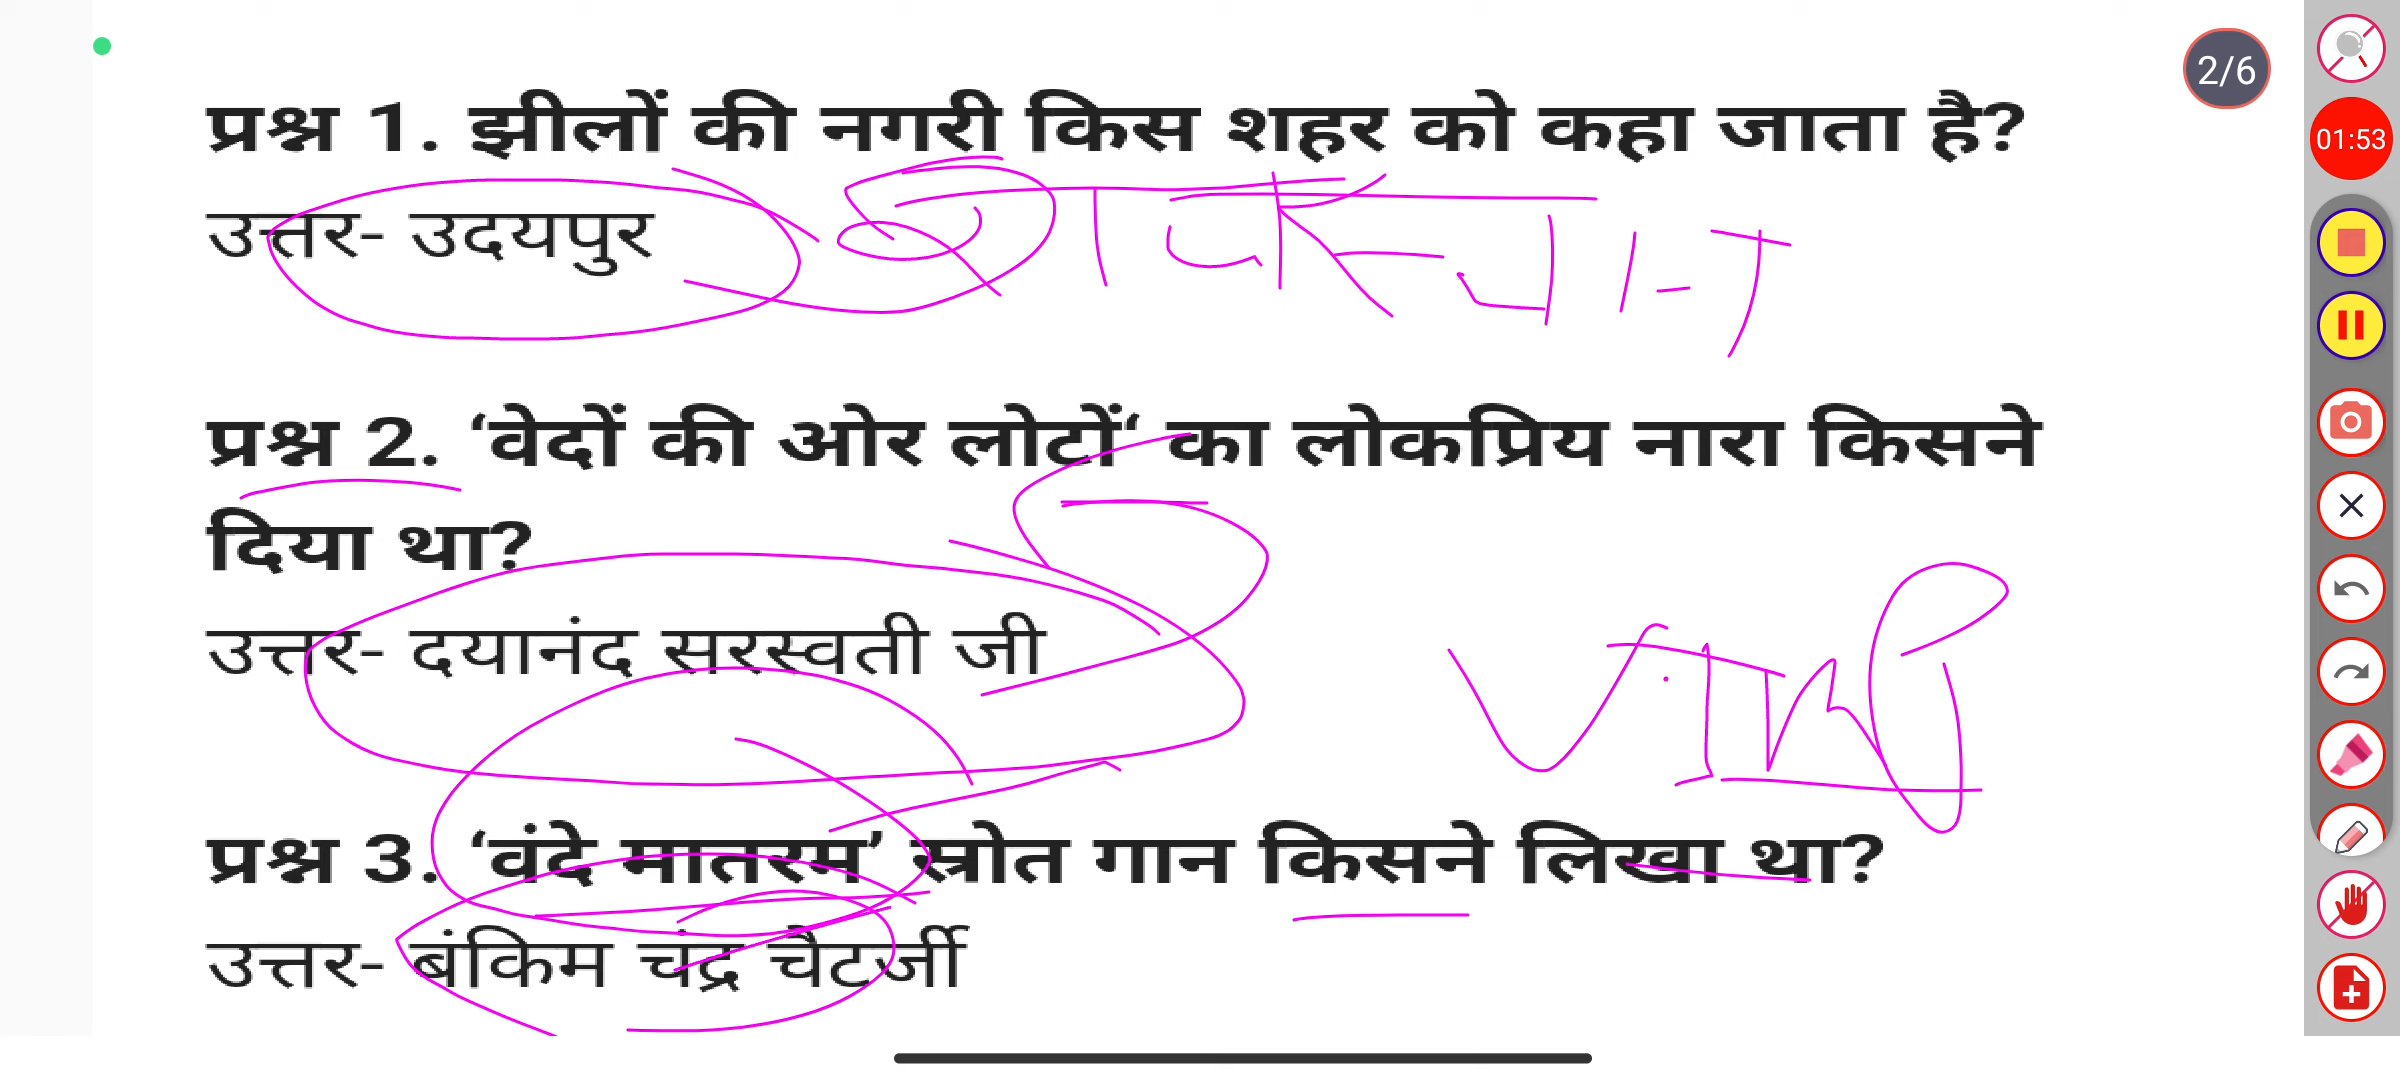 2/6
01:53
प्रश्न 1. झीलों की नगरी किस शहर को कहा जाता है?
उत्तर- उदयपुर
प्रश्न 2. ‘वेदों की ओर लोटों‘ का लोकप्रिय नारा किसने
दिया था?
उत्तर- दयानंद सरस्वती जी
प्रश्न 3. ‘वंदे मातरम’ स्रोत गान किसने लिखा था?
उत्तर- बंकिम चंद्र चैटर्जी